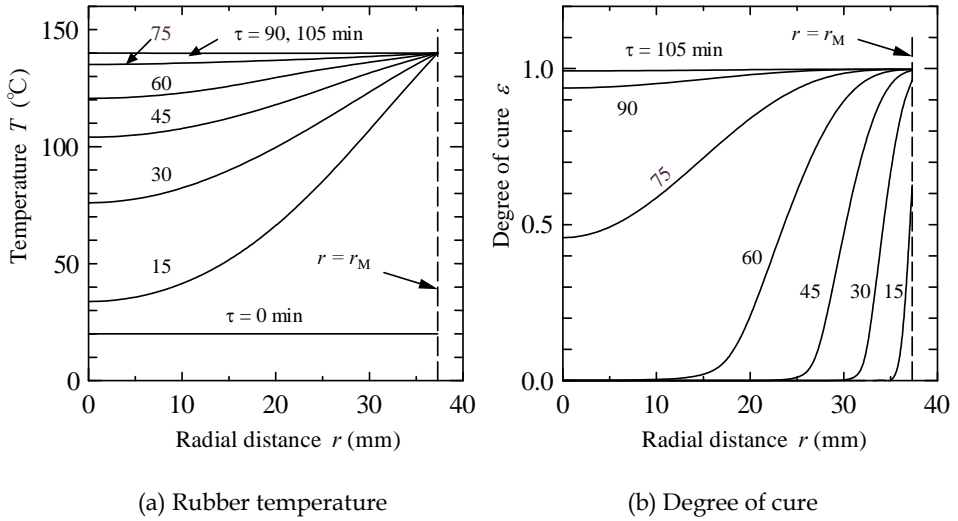 150
100
50
0
Temperature T (℃)
75
τ = 90, 105 min
60
45
30
15
r = rM
τ = 0 min
0 10 20 30 40
Radial distance r (mm)
(a) Rubber temperature
1.0
0.5
0.0
Degree of cure ε
τ = 105 min
r = rM
90
75
60
45
30
15
0 10 20 30 40
Radial distance r (mm)
(b) Degree of cure